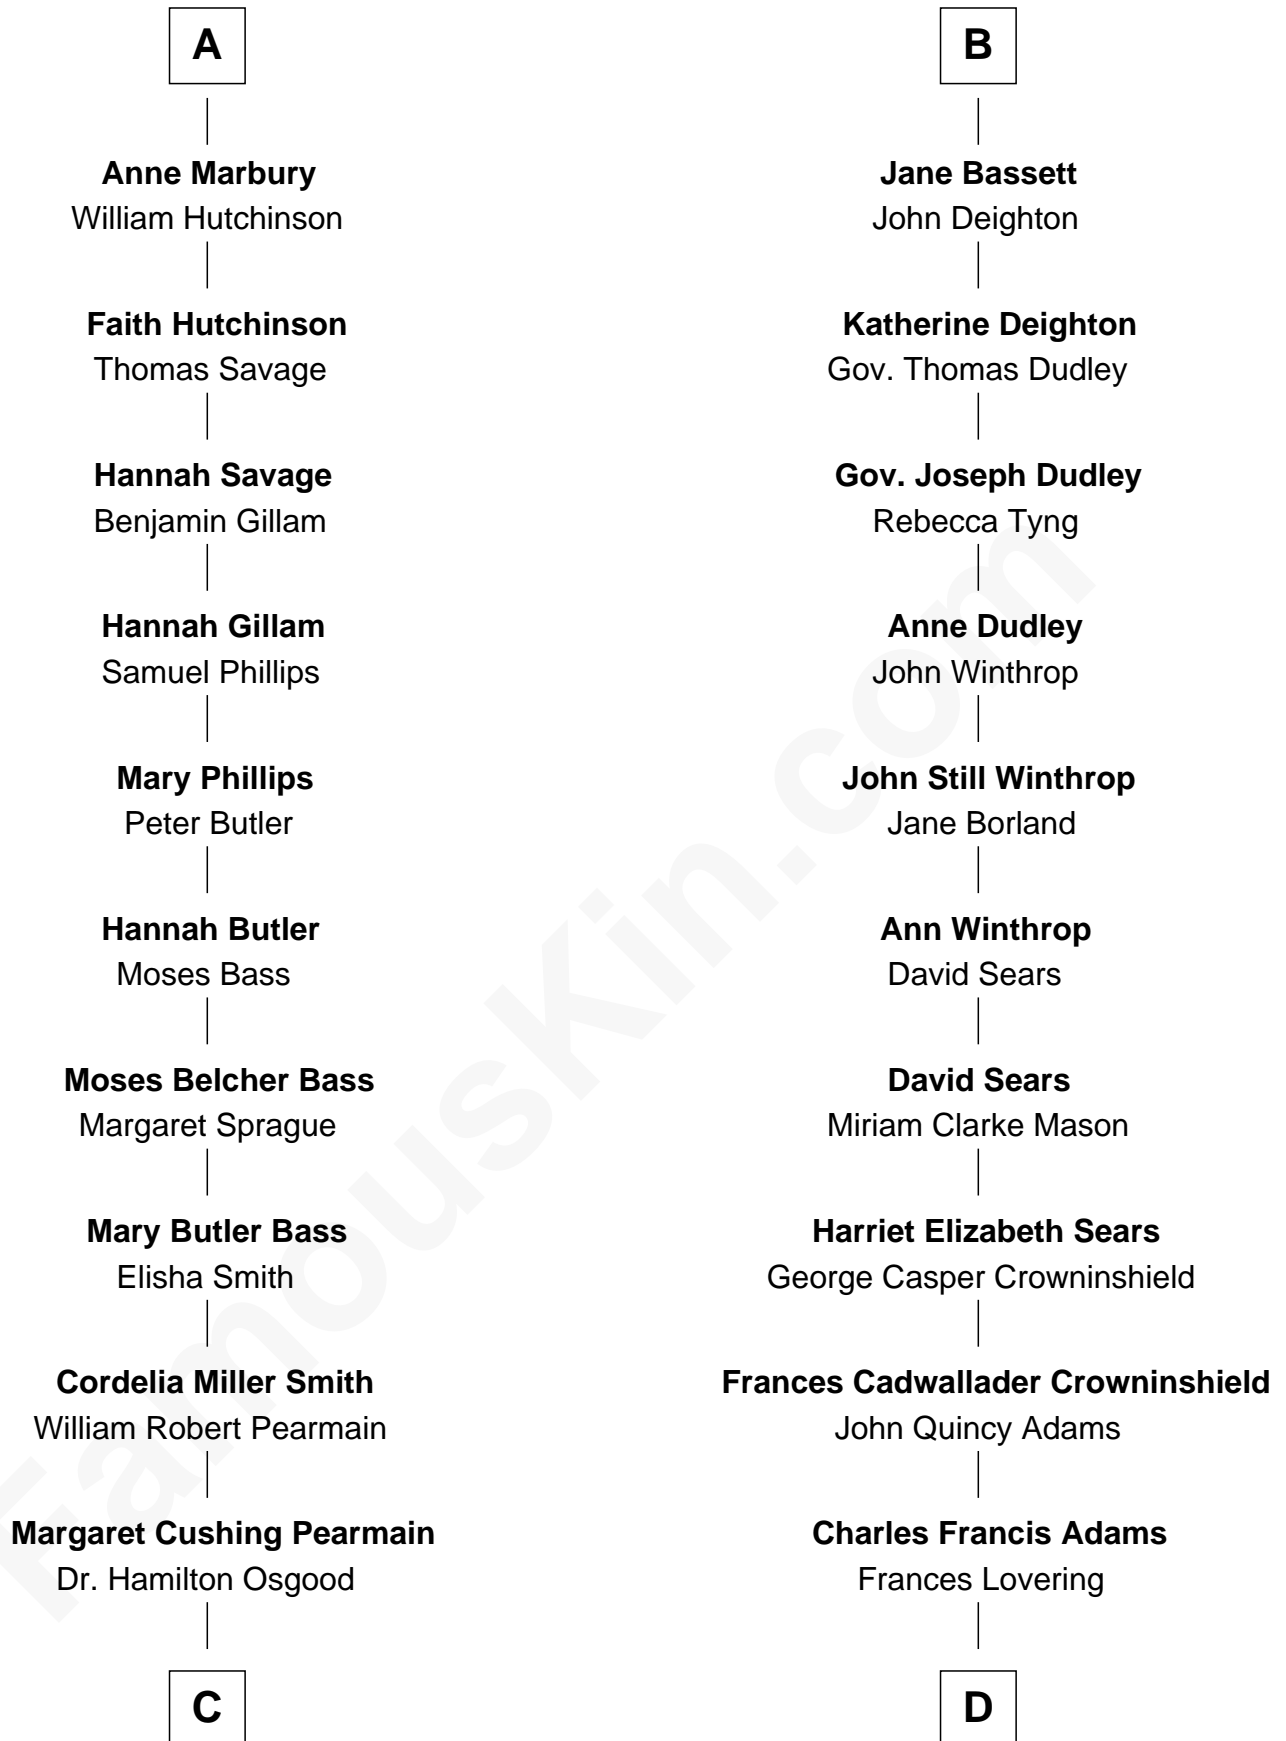 A
Anne Marbury
William Hutchinson
Faith Hutchinson
Thomas Savage
Hannah Savage
Benjamin Gillam
Hannah Gillam
Samuel Phillips
Mary Phillips
Peter Butler
Hannah Butler
Moses Bass
Moses Belcher Bass
Margaret Sprague
Mary Butler Bass
Elisha Smith
Cordelia Miller Smith
William Robert Pearmain
Margaret Cushing Pearmain
Dr. Hamilton Osgood
C
B
Jane Bassett
John Deighton
Katherine Deighton
Gov. Thomas Dudley
Gov. Joseph Dudley
Rebecca Tyng
Anne Dudley
John Winthrop
John Still Winthrop
Jane Borland
Ann Winthrop
David Sears
David Sears
Miriam Clarke Mason
Harriet Elizabeth Sears
George Casper Crowninshield
Frances Cadwallader Crowninshield
John Quincy Adams
Charles Francis Adams
Frances Lovering
D
FamousKin.com